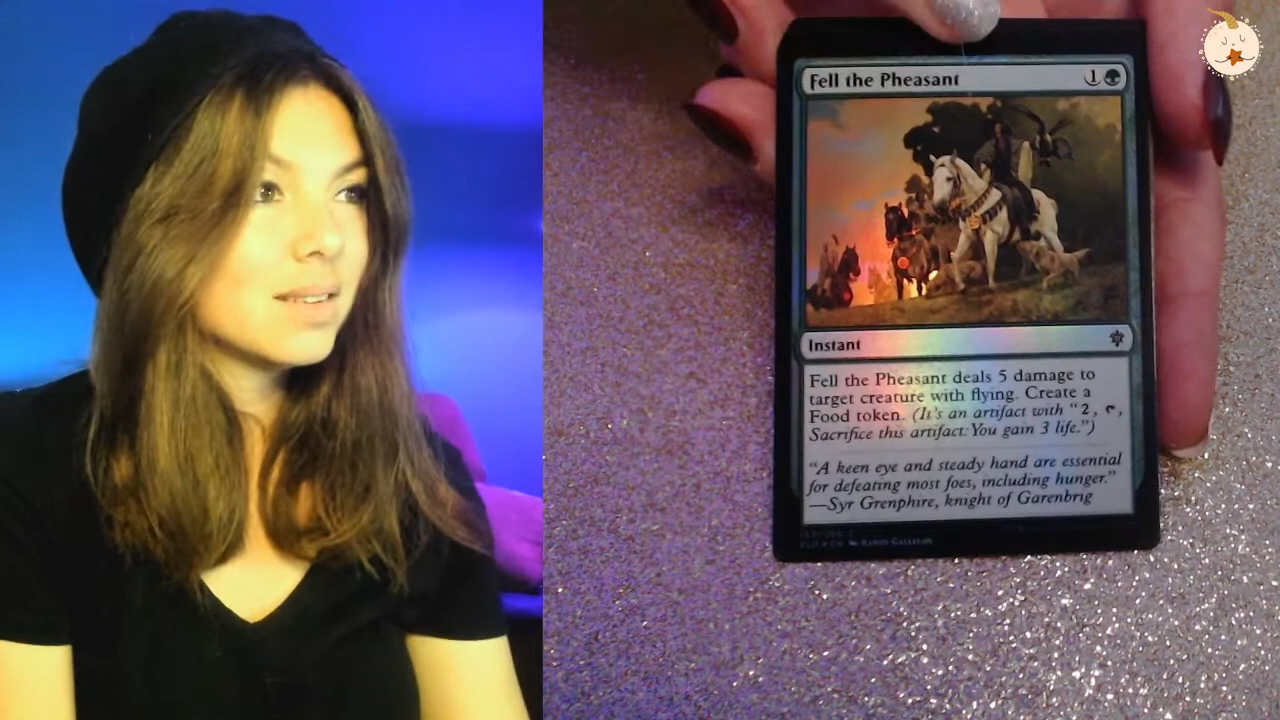 Fell the Pheasant 1
Instant
Fell the Pheasant deals 5 damage to
target creature with flying. Create a
Food token. (It's an artifact with "2, T,
Sacrifice this artifact: You gain 3 life.")
"A keen eye and steady hand are essential
for defeating most foes, including hunger."
—Syr Grenphire, knight of Garenbrig